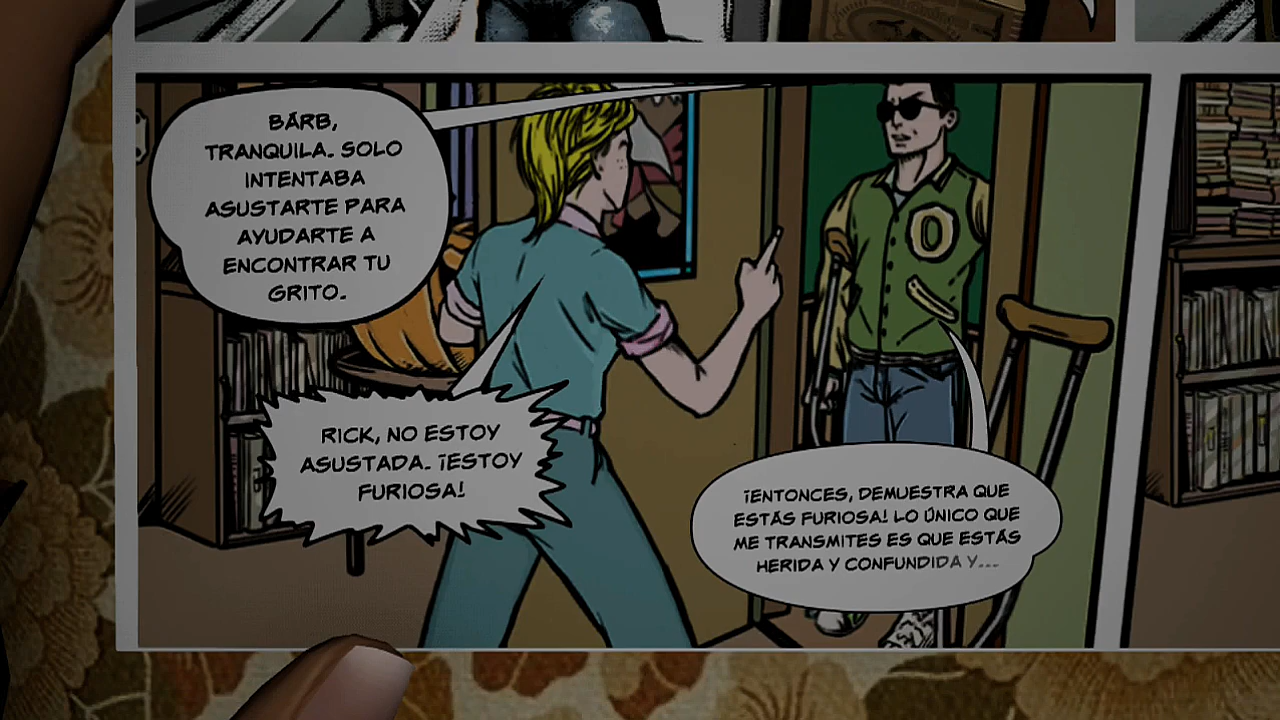 BÁRB,
TRANQUILA. SOLO
INTENTABA
ASUSTARTE PARA
AYUDARTE A
ENCONTRAR TU
GRITO.
O
RICK, NO ESTOY
ASUSTADA. ¡ESTOY
FURIOSA!
¡ENTONCES, DEMUESTRA QUE
ESTÁS FURIOSA! LO ÚNICO QUE
ME TRANSMITES ES QUE ESTÁS
HERIDA Y CONFUNDIDA Y...